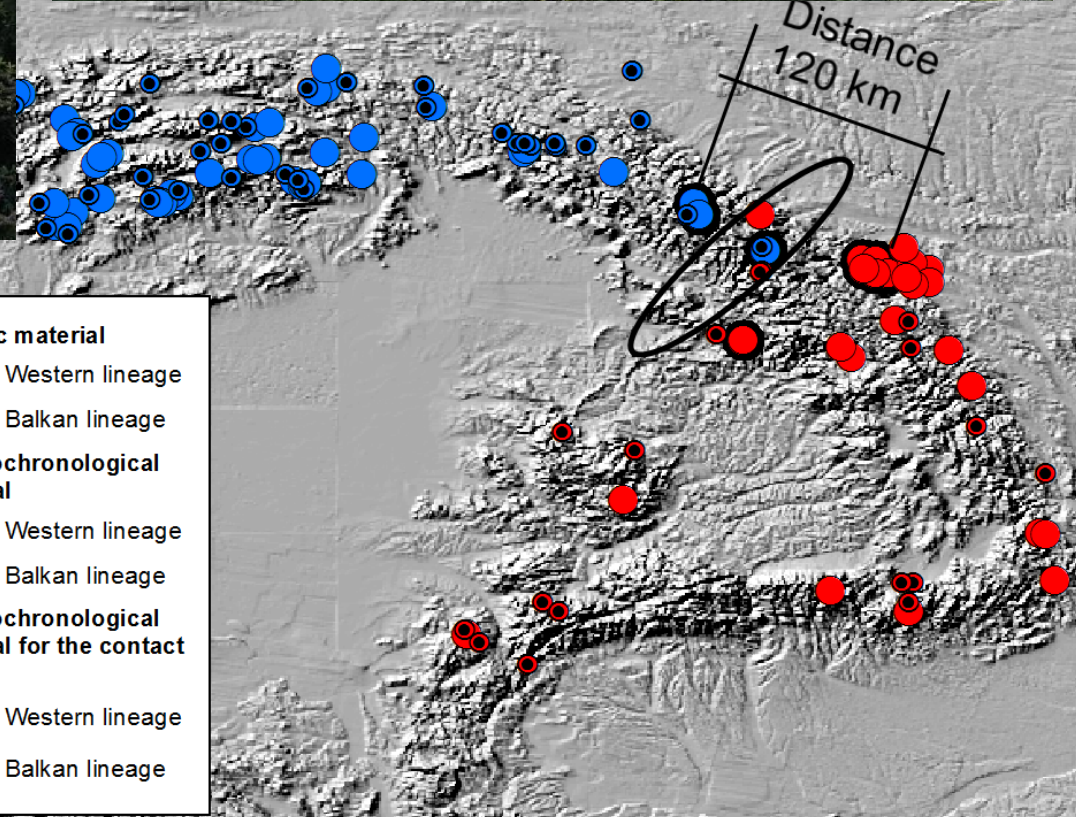 Distance
120 km
c material
Western lineage
Balkan lineage
ochronological
al
Western lineage
Balkan lineage
ochronological
al for the contact
Western lineage
Balkan lineage